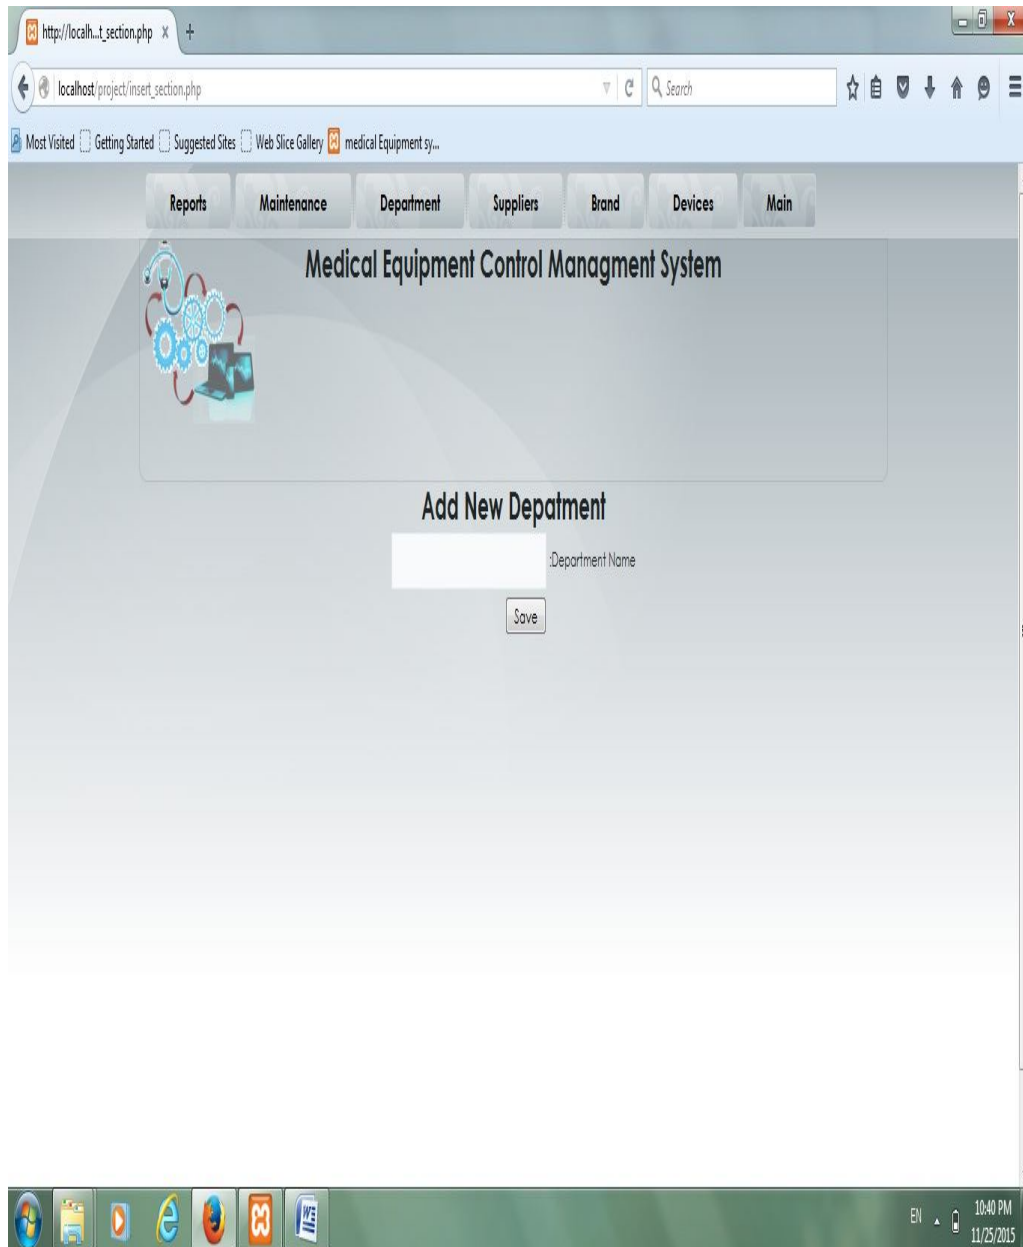 http://localh...t_section.php
localhost/project/insert_section.php
Search
Most Visited Getting Started Suggested Sites Web Slice Gallery medical Equipment sy...
Reports Maintenance Department Suppliers Brand Devices Main
Medical Equipment Control Managment System
Add New Depatment
:Department Name
Save
EN
10:40 PM
11/25/2015